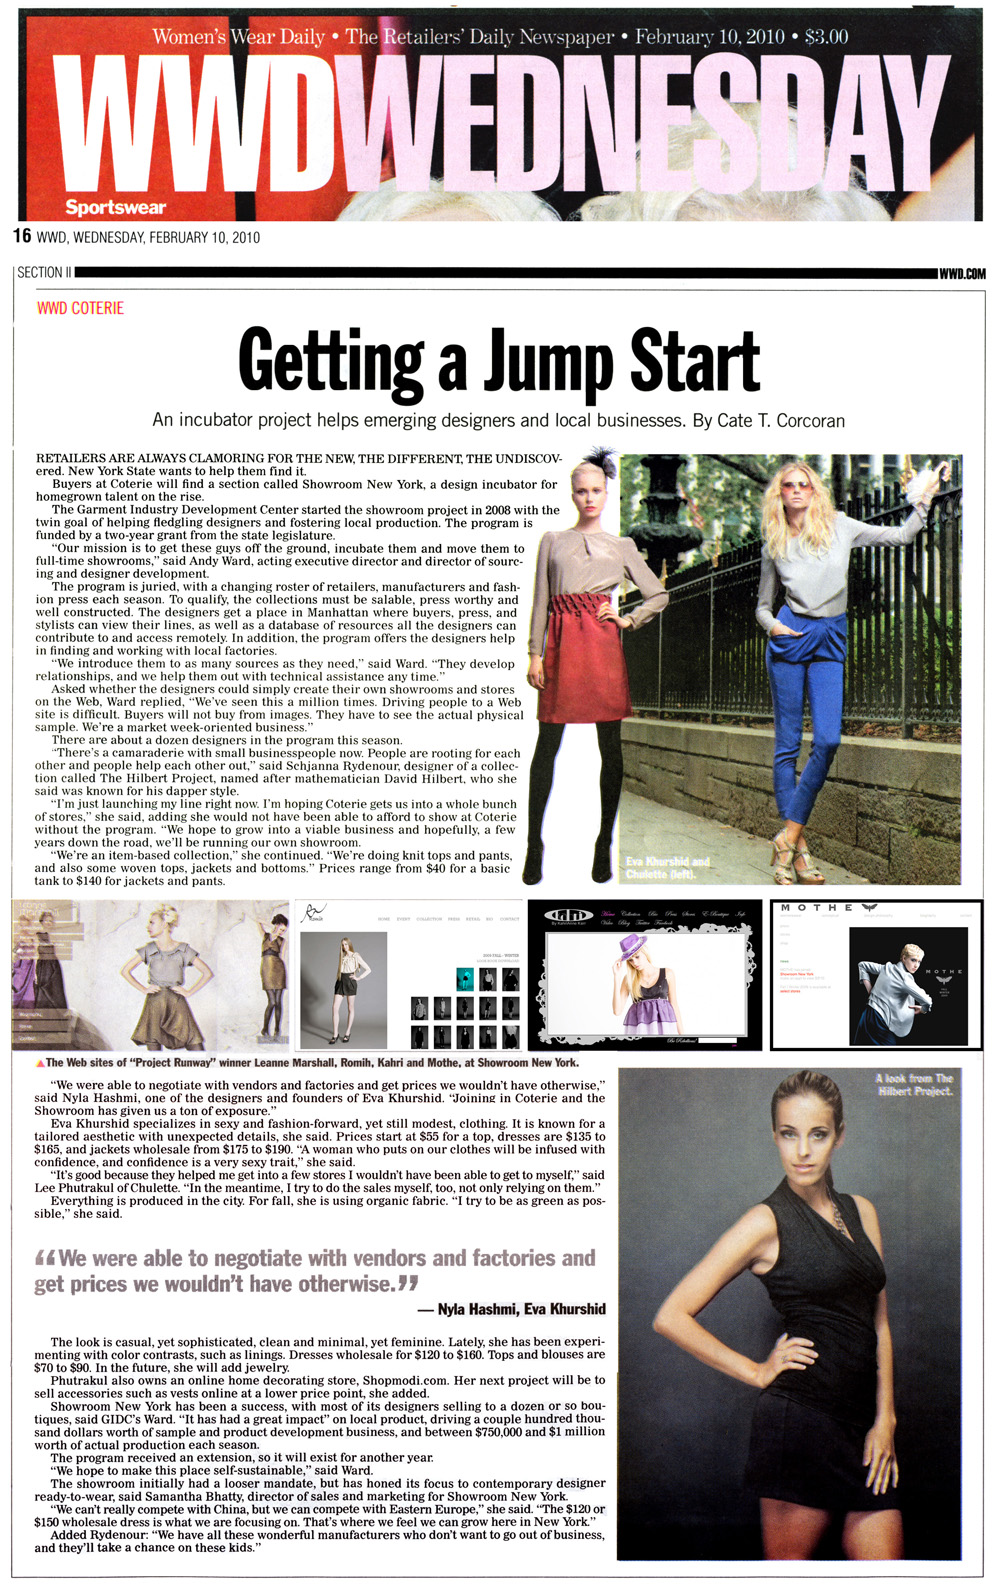 Women's Wear Daily • The Retailers' Daily Newspaper • February 10, 2010 • $3.00
WWDWEDNESDAY
Sportswear
16 WWD, WEDNESDAY, FEBRUARY 10, 2010
SECTION II
WWD.COM
WWD COTERIE
Getting a Jump Start
An incubator project helps emerging designers and local businesses. By Cate T. Corcoran
RETAILERS ARE ALWAYS CLAMORING FOR THE NEW, THE DIFFERENT, THE UNDISCOV-
ered. New York State wants to help them find it.
Buyers at Coterie will find a section called Showroom New York, a design incubator for
homegrown talent on the rise.
The Garment Industry Development Center started the showroom project in 2008 with the
twin goal of helping fledgling designers and fostering local production. The program is
funded by a two-year grant from the state legislature.
“Our mission is to get these guys off the ground, incubate them and move them to
full-time showrooms,” said Andy Ward, acting executive director and director of sourc-
ing and designer development.
The program is juried, with a changing roster of retailers, manufacturers and fash-
ion press each season. To qualify, the collections must be salable, press worthy and
well constructed. The designers get a place in Manhattan where buyers, press, and
stylists can view their lines, as well as a database of resources all the designers can
contribute to and access remotely. In addition, the program offers the designers help
in finding and working with local factories.
“We introduce them to as many sources as they need,” said Ward. “They develop
relationships, and we help them out with technical assistance any time.”
Asked whether the designers could simply create their own showrooms and stores
on the Web, Ward replied, “We've seen this a million times. Driving people to a Web
site is difficult. Buyers will not buy from images. They have to see the actual physical
sample. We're a market week-oriented business.”
There are about a dozen designers in the program this season.
“There's a camaraderie with small businesspeople now. People are rooting for each
other and people help each other out,” said Schjanna Rydenour, designer of a collec-
tion called The Hilbert Project, named after mathematician David Hilbert, who she
said was known for his dapper style.
“I'm just launching my line right now. I'm hoping Coterie gets us into a whole bunch
of stores,” she said, adding she would not have been able to afford to show at Coterie
without the program. “We hope to grow into a viable business and hopefully, a few
years down the road, we'll be running our own showroom.
“We're an item-based collection,” she continued. “We're doing knit tops and pants,
and also some woven tops, jackets and bottoms.” Prices range from $40 for a basic
tank to $140 for jackets and pants.
Eva Khurshid and
Chulette (left).
Romih
HOME EVENT COLLECTION PRESS RETAIL BIO CONTACT
Home Collection Bio Press Stores E-Boutique Info
Video Blog Twitter Facebook
MOTHE
MOTHE
▲The Web sites of “Project Runway” winner Leanne Marshall, Romih, Kahri and Mothe, at Showroom New York.
“We were able to negotiate with vendors and factories and get prices we wouldn't have otherwise,”
said Nyla Hashmi, one of the designers and founders of Eva Khurshid. “Joining in Coterie and the
Showroom has given us a ton of exposure.”
Eva Khurshid specializes in sexy and fashion-forward, yet still modest, clothing. It is known for a
tailored aesthetic with unexpected details, she said. Prices start at $55 for a top, dresses are $135 to
$165, and jackets wholesale from $175 to $190. “A woman who puts on our clothes will be infused with
confidence, and confidence is a very sexy trait,” she said.
“It's good because they helped me get into a few stores I wouldn't have been able to get to myself,” said
Lee Phutrakul of Chulette. “In the meantime, I try to do the sales myself, too, not only relying on them.”
Everything is produced in the city. For fall, she is using organic fabric. “I try to be as green as pos-
sible,” she said.
“We were able to negotiate with vendors and factories and
get prices we wouldn't have otherwise.”
— Nyla Hashmi, Eva Khurshid
The look is casual, yet sophisticated, clean and minimal, yet feminine. Lately, she has been experi-
menting with color contrasts, such as linings. Dresses wholesale for $120 to $160. Tops and blouses are
$70 to $90. In the future, she will add jewelry.
Phutrakul also owns an online home decorating store, Shopmodi.com. Her next project will be to
sell accessories such as vests online at a lower price point, she added.
Showroom New York has been a success, with most of its designers selling to a dozen or so bou-
tiques, said GIDC's Ward. “It has had a great impact” on local product, driving a couple hundred thou-
sand dollars worth of sample and product development business, and between $750,000 and $1 million
worth of actual production each season.
The program received an extension, so it will exist for another year.
“We hope to make this place self-sustainable,” said Ward.
The showroom initially had a looser mandate, but has honed its focus to contemporary designer
ready-to-wear, said Samantha Bhatty, director of sales and marketing for Showroom New York.
“We can't really compete with China, but we can compete with Eastern Europe,” she said. “The $120 or
$150 wholesale dress is what we are focusing on. That's where we feel we can grow here in New York.”
Added Rydenour: “We have all these wonderful manufacturers who don't want to go out of business,
and they'll take a chance on these kids.”
A look from The
Hilbert Project.